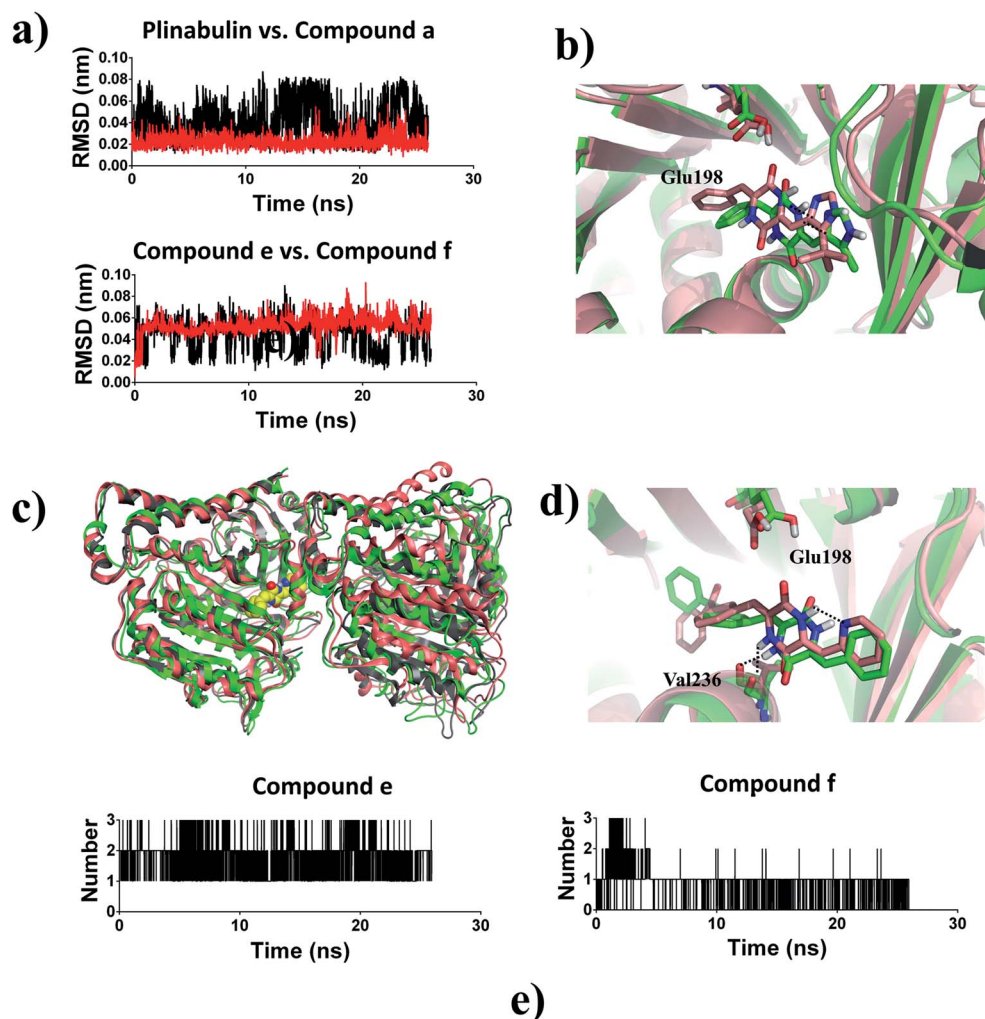 a)
Plinabulin vs. Compound a
RMSD (nm)
0.10
0.08
0.06
0.04
0.02
0.00
0
10
20
30
Time (ns)
Compound e vs. Compound f
RMSD (nm)
0.10
0.08
0.06
0.04
0.02
0.00
e)
0
10
20
30
Time (ns)
b)
Glu198
c)
d)
Glu198
Val236
Compound e
Number
3
2
1
0
0
10
20
30
Time (ns)
Compound f
Number
3
2
1
0
0
10
20
30
Time (ns)
e)